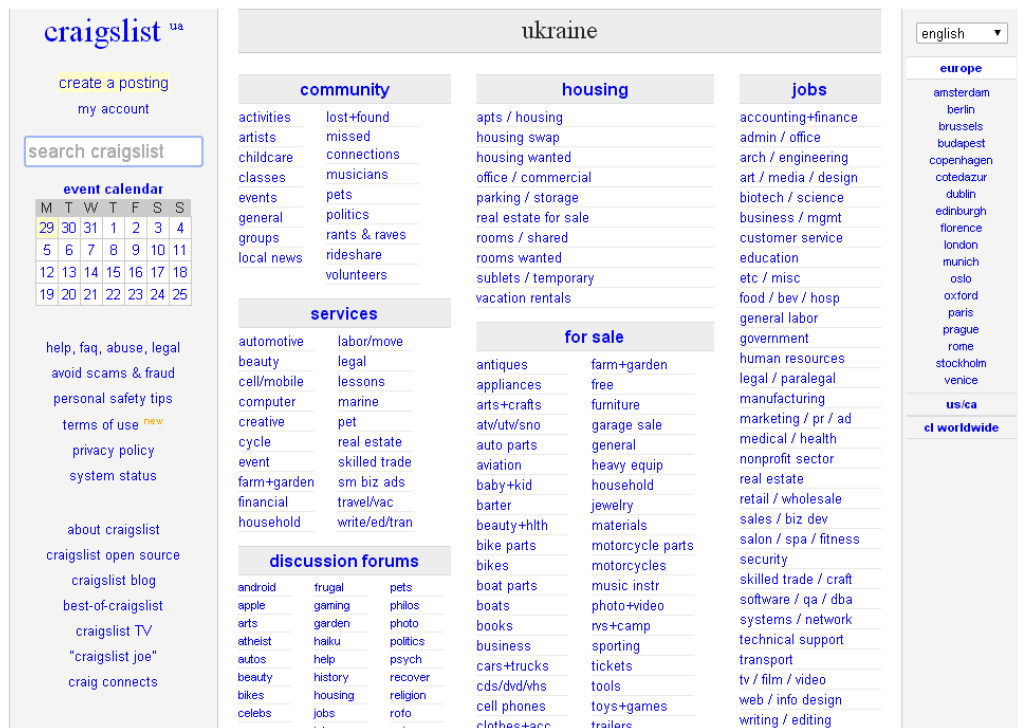 craigslist ua
create a posting
my account
search craigslist
event calendar
M T W T F S S
29 30 31 1 2 3 4
5 6 7 8 9 10 11
12 13 14 15 16 17 18
19 20 21 22 23 24 25
help, faq, abuse, legal
avoid scams & fraud
personal safety tips
terms of use new
privacy policy
system status
about craigslist
craigslist open source
craigslist blog
best-of-craigslist
craigslist TV
"craigslist joe"
craig connects
ukraine
community
activities
artists
childcare
classes
events
general
groups
local news
lost+found
missed
connections
musicians
pets
politics
rants & raves
rideshare
volunteers
services
automotive
beauty
cell/mobile
computer
creative
cycle
event
farm+garden
financial
household
labor/move
legal
lessons
marine
pet
real estate
skilled trade
sm biz ads
travel/vac
write/ed/tran
discussion forums
android
apple
arts
atheist
autos
beauty
bikes
celebs
frugal
gaming
garden
haiku
help
history
housing
jobs
pets
philos
photo
politics
psych
recover
religion
rofo
housing
apts / housing
housing swap
housing wanted
office / commercial
parking / storage
real estate for sale
rooms / shared
rooms wanted
sublets / temporary
vacation rentals
for sale
antiques
appliances
arts+crafts
atv/utv/sno
auto parts
aviation
baby+kid
barter
beauty+hlth
bike parts
bikes
boat parts
boats
books
business
cars+trucks
cds/dvd/vhs
cell phones
clothes+acc
farm+garden
free
furniture
garage sale
general
heavy equip
household
jewelry
materials
motorcycle parts
motorcycles
music instr
photo+video
rvs+camp
sporting
tickets
tools
toys+games
trailers
jobs
accounting+finance
admin / office
arch / engineering
art / media / design
biotech / science
business / mgmt
customer service
education
etc / misc
food / bev / hosp
general labor
government
human resources
legal / paralegal
manufacturing
marketing / pr / ad
medical / health
nonprofit sector
real estate
retail / wholesale
sales / biz dev
salon / spa / fitness
security
skilled trade / craft
software / qa / dba
systems / network
technical support
transport
tv / film / video
web / info design
writing / editing
english
europe
amsterdam
berlin
brussels
budapest
copenhagen
cotedazur
dublin
edinburgh
florence
london
munich
oslo
oxford
paris
prague
rome
stockholm
venice
us/ca
cl worldwide